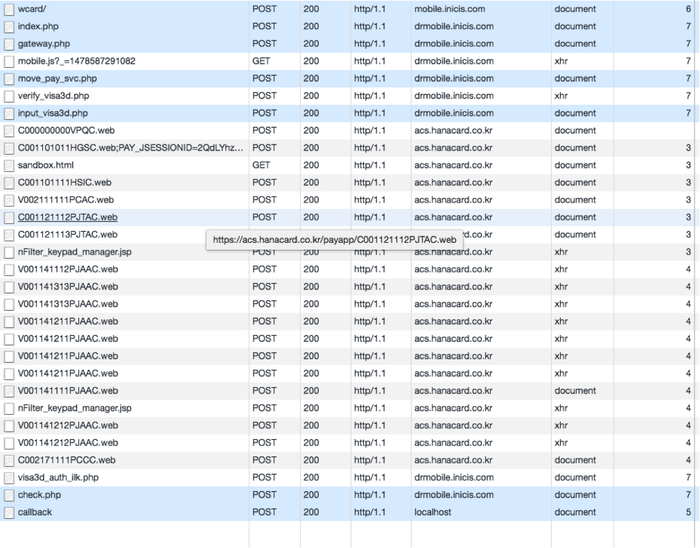 wcard/ POST 200 http/1.1 mobile.inicis.com document 6
index.php POST 200 http/1.1 drmobile.inicis.com document 7
gateway.php POST 200 http/1.1 drmobile.inicis.com document 7
mobile.js?_=1478587291082 GET 200 http/1.1 drmobile.inicis.com xhr 7
move_pay_svc.php POST 200 http/1.1 drmobile.inicis.com document 7
verify_visa3d.php POST 200 http/1.1 drmobile.inicis.com xhr 7
input_visa3d.php POST 200 http/1.1 drmobile.inicis.com document 7
C000000000VPQC.web POST 200 http/1.1 acs.hanacard.co.kr document
C001101011HGSC.web;PAY_JSESSIONID=2QdLYhz... POST 200 http/1.1 acs.hanacard.co.kr document 3
sandbox.html GET 200 http/1.1 acs.hanacard.co.kr document 3
C001101111HSIC.web POST 200 http/1.1 acs.hanacard.co.kr document 3
V002111111PCAC.web POST 200 http/1.1 acs.hanacard.co.kr document 3
C001121112PJTAC.web POST 200 http/1.1 acs.hanacard.co.kr document 3
C001121113PJTAC.web POST 200 http/1.1 document 3
https://acs.hanacard.co.kr/payapp/C001121112PJTAC.web
nFilter_keypad_manager.jsp POST 200 http/1.1 acs.hanacard.co.kr xhr 3
V001141112PJAAC.web POST 200 http/1.1 acs.hanacard.co.kr xhr 4
V001141313PJAAC.web POST 200 http/1.1 acs.hanacard.co.kr xhr 4
V001141313PJAAC.web POST 200 http/1.1 acs.hanacard.co.kr xhr 4
V001141211PJAAC.web POST 200 http/1.1 acs.hanacard.co.kr xhr 4
V001141211PJAAC.web POST 200 http/1.1 acs.hanacard.co.kr xhr 4
V001141211PJAAC.web POST 200 http/1.1 acs.hanacard.co.kr xhr 4
V001141211PJAAC.web POST 200 http/1.1 acs.hanacard.co.kr xhr 4
V001141111PJAAC.web POST 200 http/1.1 acs.hanacard.co.kr document 4
nFilter_keypad_manager.jsp POST 200 http/1.1 acs.hanacard.co.kr xhr 4
V001141212PJAAC.web POST 200 http/1.1 acs.hanacard.co.kr xhr 4
V001141212PJAAC.web POST 200 http/1.1 acs.hanacard.co.kr xhr 4
C002171111PCCC.web POST 200 http/1.1 acs.hanacard.co.kr document 4
visa3d_auth_ilk.php POST 200 http/1.1 drmobile.inicis.com document 7
check.php POST 200 http/1.1 drmobile.inicis.com document 7
callback POST 200 http/1.1 localhost document 5